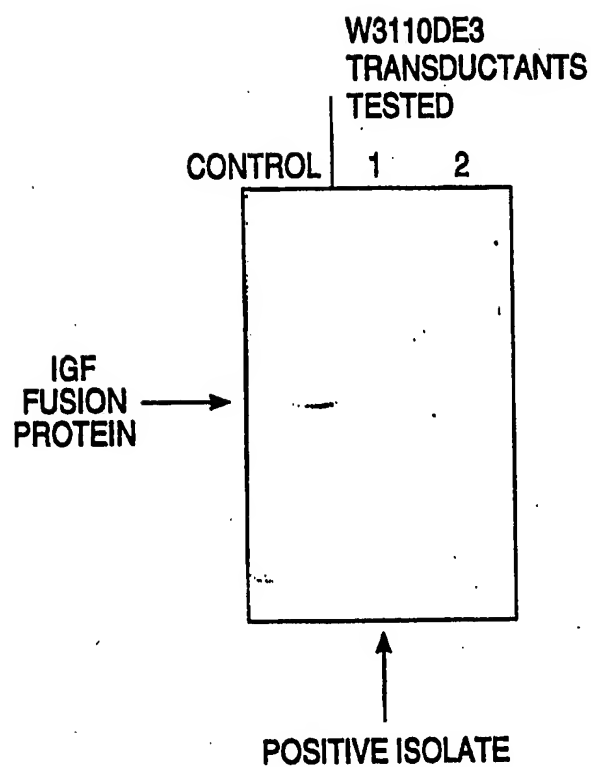 W3110DE3
TRANSDUCTANTS
TESTED
CONTROL 1 2
IGF
FUSION
PROTEIN
POSITIVE ISOLATE